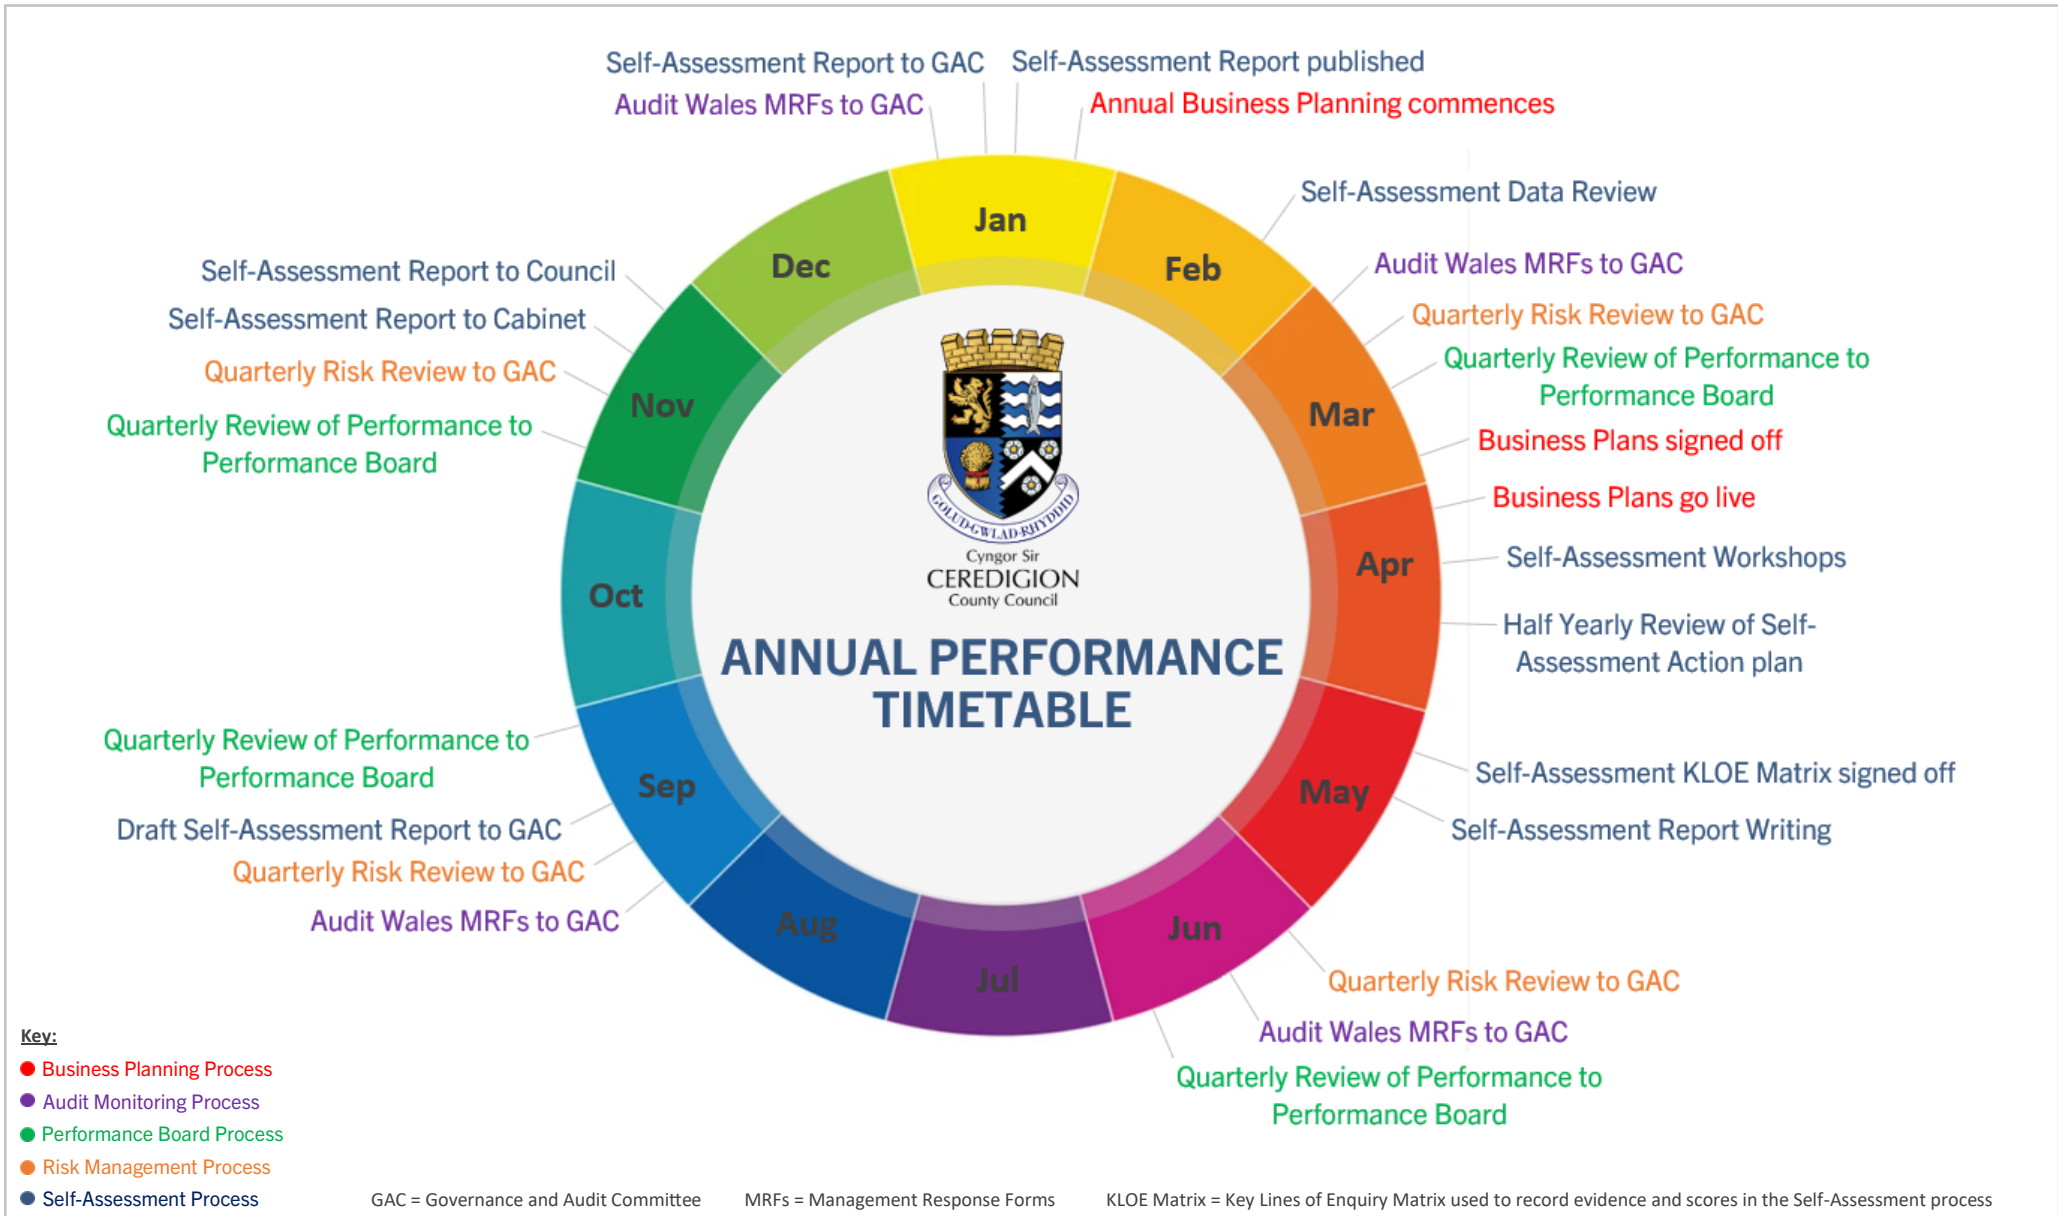 Self-Assessment Report to GAC
Self-Assessment Report published
Audit Wales MRFs to GAC
Annual Business Planning commences
Self-Assessment Data Review
Audit Wales MRFs to GAC
Quarterly Risk Review to GAC
Quarterly Review of Performance to
Performance Board
Business Plans signed off
Business Plans go live
Self-Assessment Workshops
Half Yearly Review of Self-
Assessment Action plan
Self-Assessment KLOE Matrix signed off
Self-Assessment Report Writing
Quarterly Risk Review to GAC
Audit Wales MRFs to GAC
Quarterly Review of Performance to
Performance Board
Audit Wales MRFs to GAC
Quarterly Risk Review to GAC
Draft Self-Assessment Report to GAC
Quarterly Review of Performance to
Performance Board
Quarterly Review of Performance to
Performance Board
Quarterly Risk Review to GAC
Self-Assessment Report to Cabinet
Self-Assessment Report to Council
Jan
Feb
Mar
Apr
May
Jun
Jul
Aug
Sep
Oct
Nov
Dec
GOLUD·GWLAD·RHYDDID
Cyngor Sir
CEREDIGION
County Council
ANNUAL PERFORMANCE
TIMETABLE
Key:
Business Planning Process
Audit Monitoring Process
Performance Board Process
Risk Management Process
Self-Assessment Process
GAC = Governance and Audit Committee
MRFs = Management Response Forms
KLOE Matrix = Key Lines of Enquiry Matrix used to record evidence and scores in the Self-Assessment process